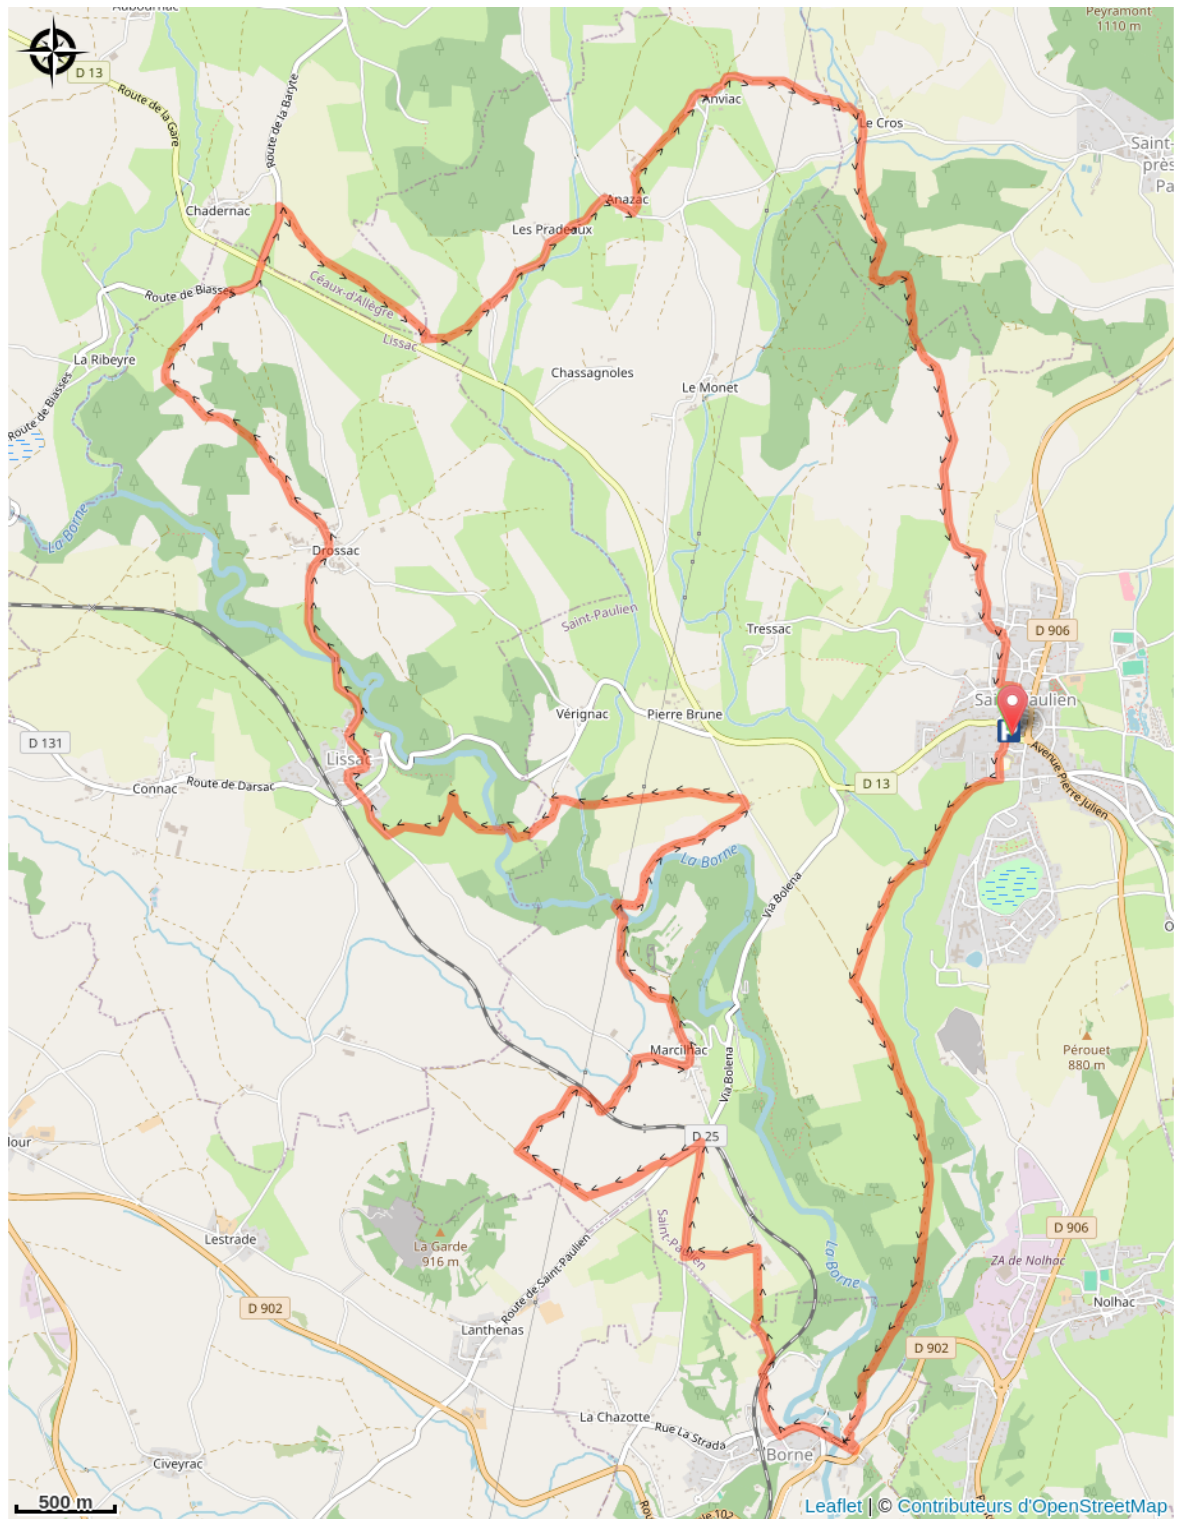 Aubournac
Peyramont
1110 m
D 13
Route de la Gare
Route de la Baryte
Anviac
Le Cros
Saint-
près
Pa
Chadernac
Anazac
Les Pradeaux
Céaux-d'Allègre
Lissac
Route de Biasses
La Ribeyre
Route de Biasses
Chassagnoles
Le Monet
La Borne
Drossac
Saint-Paulien
Tressac
D 906
Vérignac
Pierre Brune
D 131
Lissac
Connac
Route de Darsac
D 13
Avenue Pierre Julien
La Borne
Via Bolena
Marcilhac
Via Bolena
Pérouet
880 m
D 25
lour
Saint-Paulien
D 906
Lestrade
La Garde
916 m
ZA de Nolhac
La Borne
D 902
Route de Saint-Paulien
Nolhac
Lanthenas
D 902
La Chazotte
Rue La Strada
Borne
Civeyrac
500 m
Leaflet | © Contributeurs d'OpenStreetMap